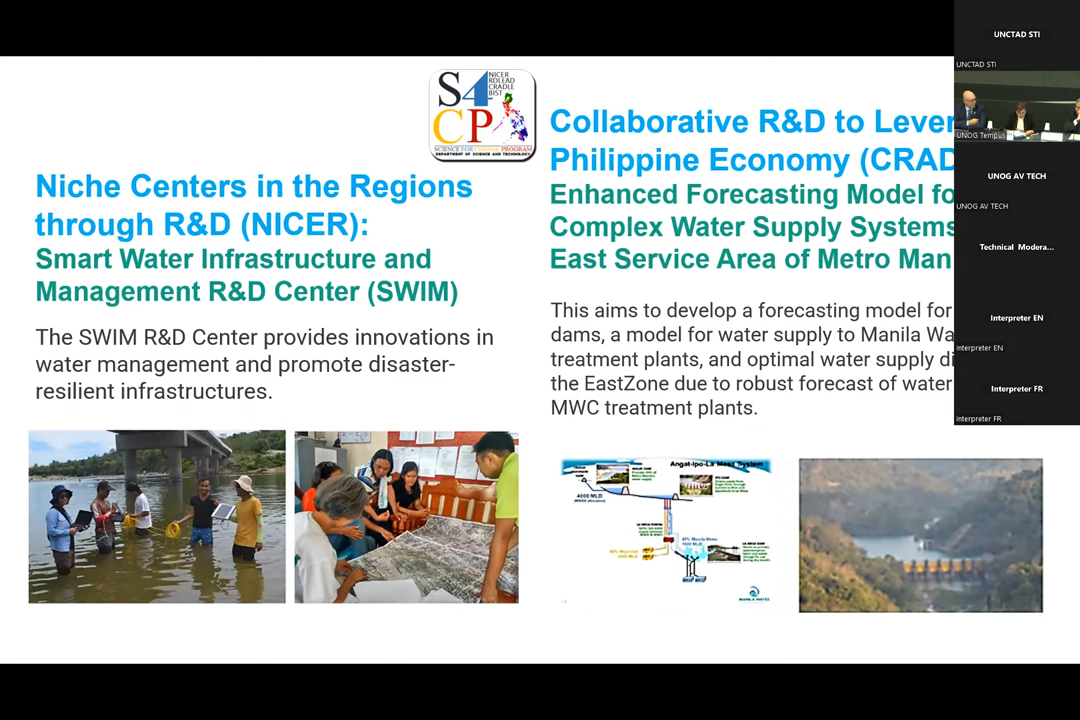 S4CP
NICER
RDLEAD
CRADLE
BIST
SCIENCE FOR CHANGE PROGRAM
DEPARTMENT OF SCIENCE AND TECHNOLOGY
Niche Centers in the Regions
through R&D (NICER):
Smart Water Infrastructure and
Management R&D Center (SWIM)
The SWIM R&D Center provides innovations in
water management and promote disaster-
resilient infrastructures.
Collaborative R&D to Lever
Philippine Economy (CRAD
Enhanced Forecasting Model fo
Complex Water Supply Systems
East Service Area of Metro Man
This aims to develop a forecasting model for
dams, a model for water supply to Manila Wa
treatment plants, and optimal water supply di
the EastZone due to robust forecast of water
MWC treatment plants.
Angat-Ipo-La Mesa System
4000 MLD
MANILA WATER
UNCTAD STI
UNCTAD STI
UNOG Tempus
UNOG AV TECH
UNOG AV TECH
Technical Modera...
Interpreter EN
Interpreter EN
Interpreter FR
Interpreter FR